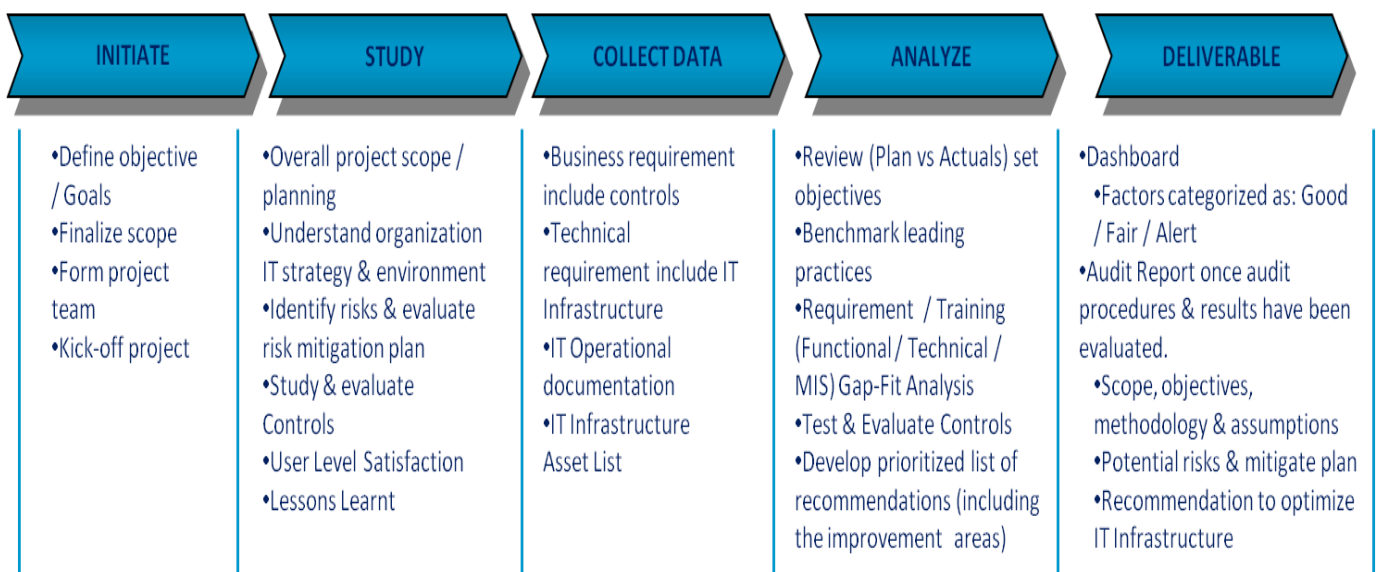 INITIATE
STUDY
COLLECT DATA
ANALYZE
DELIVERABLE
•Define objective
/ Goals
•Finalize scope
•Form project
team
•Kick-off project
•Overall project scope /
planning
•Understand organization
IT strategy & environment
•Identify risks & evaluate
risk mitigation plan
•Study & evaluate
Controls
•User Level Satisfaction
•Lessons Learnt
•Business requirement
include controls
•Technical
requirement include IT
Infrastructure
•IT Operational
documentation
•IT Infrastructure
Asset List
•Review (Plan vs Actuals) set
objectives
•Benchmark leading
practices
•Requirement / Training
(Functional / Technical /
MIS) Gap-Fit Analysis
•Test & Evaluate Controls
•Develop prioritized list of
recommendations (including
the improvement areas)
•Dashboard
•Factors categorized as: Good
/ Fair / Alert
•Audit Report once audit
procedures & results have been
evaluated.
•Scope, objectives,
methodology & assumptions
•Potential risks & mitigate plan
•Recommendation to optimize
IT Infrastructure